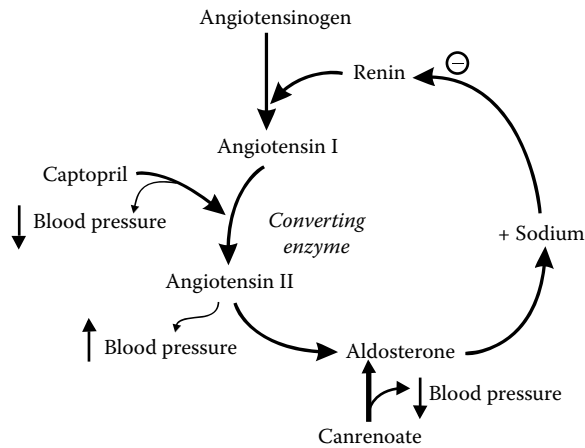 Angiotensinogen
−
Renin
Angiotensin I
Captopril
Blood pressure
Converting
enzyme
+ Sodium
Angiotensin II
Blood pressure
Aldosterone
Blood pressure
Canrenoate